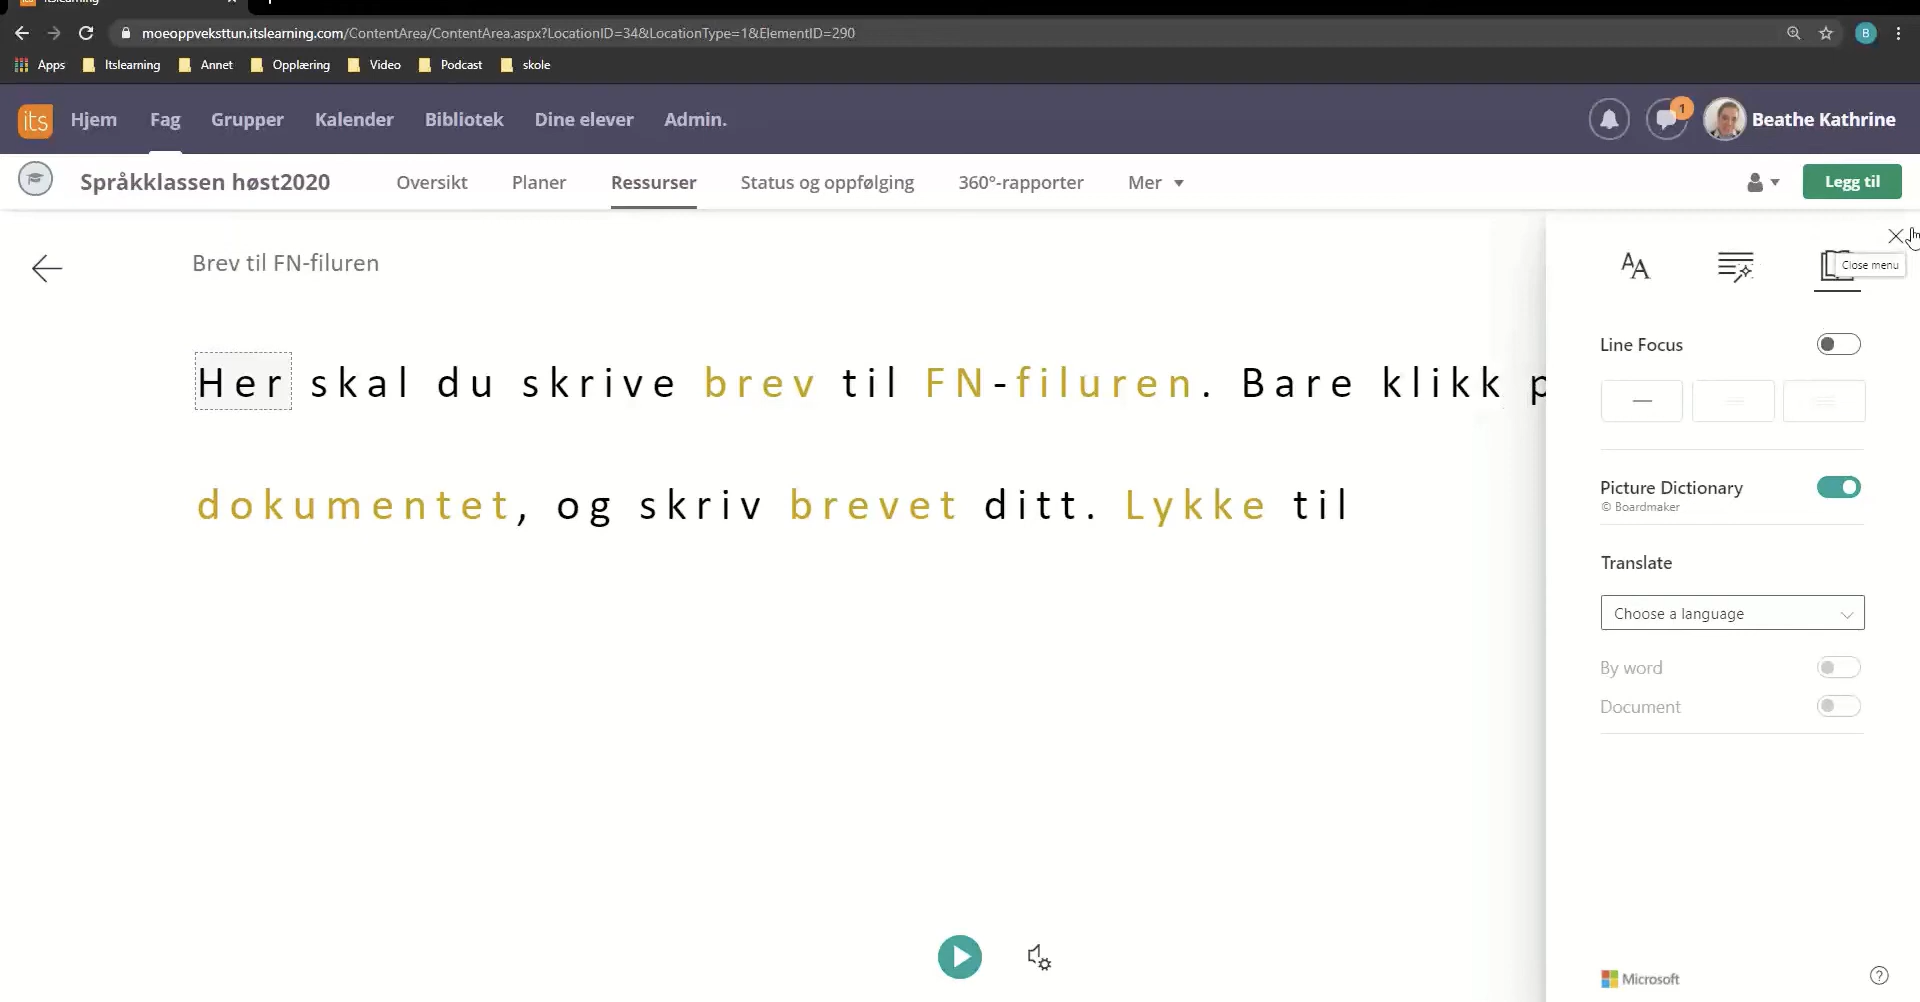 itslearning
moeoppveksttun.itslearning.com/ContentArea/ContentArea.aspx?LocationID=34&LocationType=1&ElementID=290
B
Apps Itslearning Annet Opplæring Video Podcast skole
its Hjem Fag Grupper Kalender Bibliotek Dine elever Admin. 1 Beathe Kathrine
Språkklassen høst2020 Oversikt Planer Ressurser Status og oppfølging 360°-rapporter Mer Legg til
Brev til FN-filuren
Her skal du skrive brev til FN-filuren. Bare klikk p
dokumentet, og skriv brevet ditt. Lykke til
AA
Close menu
Line Focus
Picture Dictionary
© Boardmaker
Translate
Choose a language
By word
Document
Microsoft
?